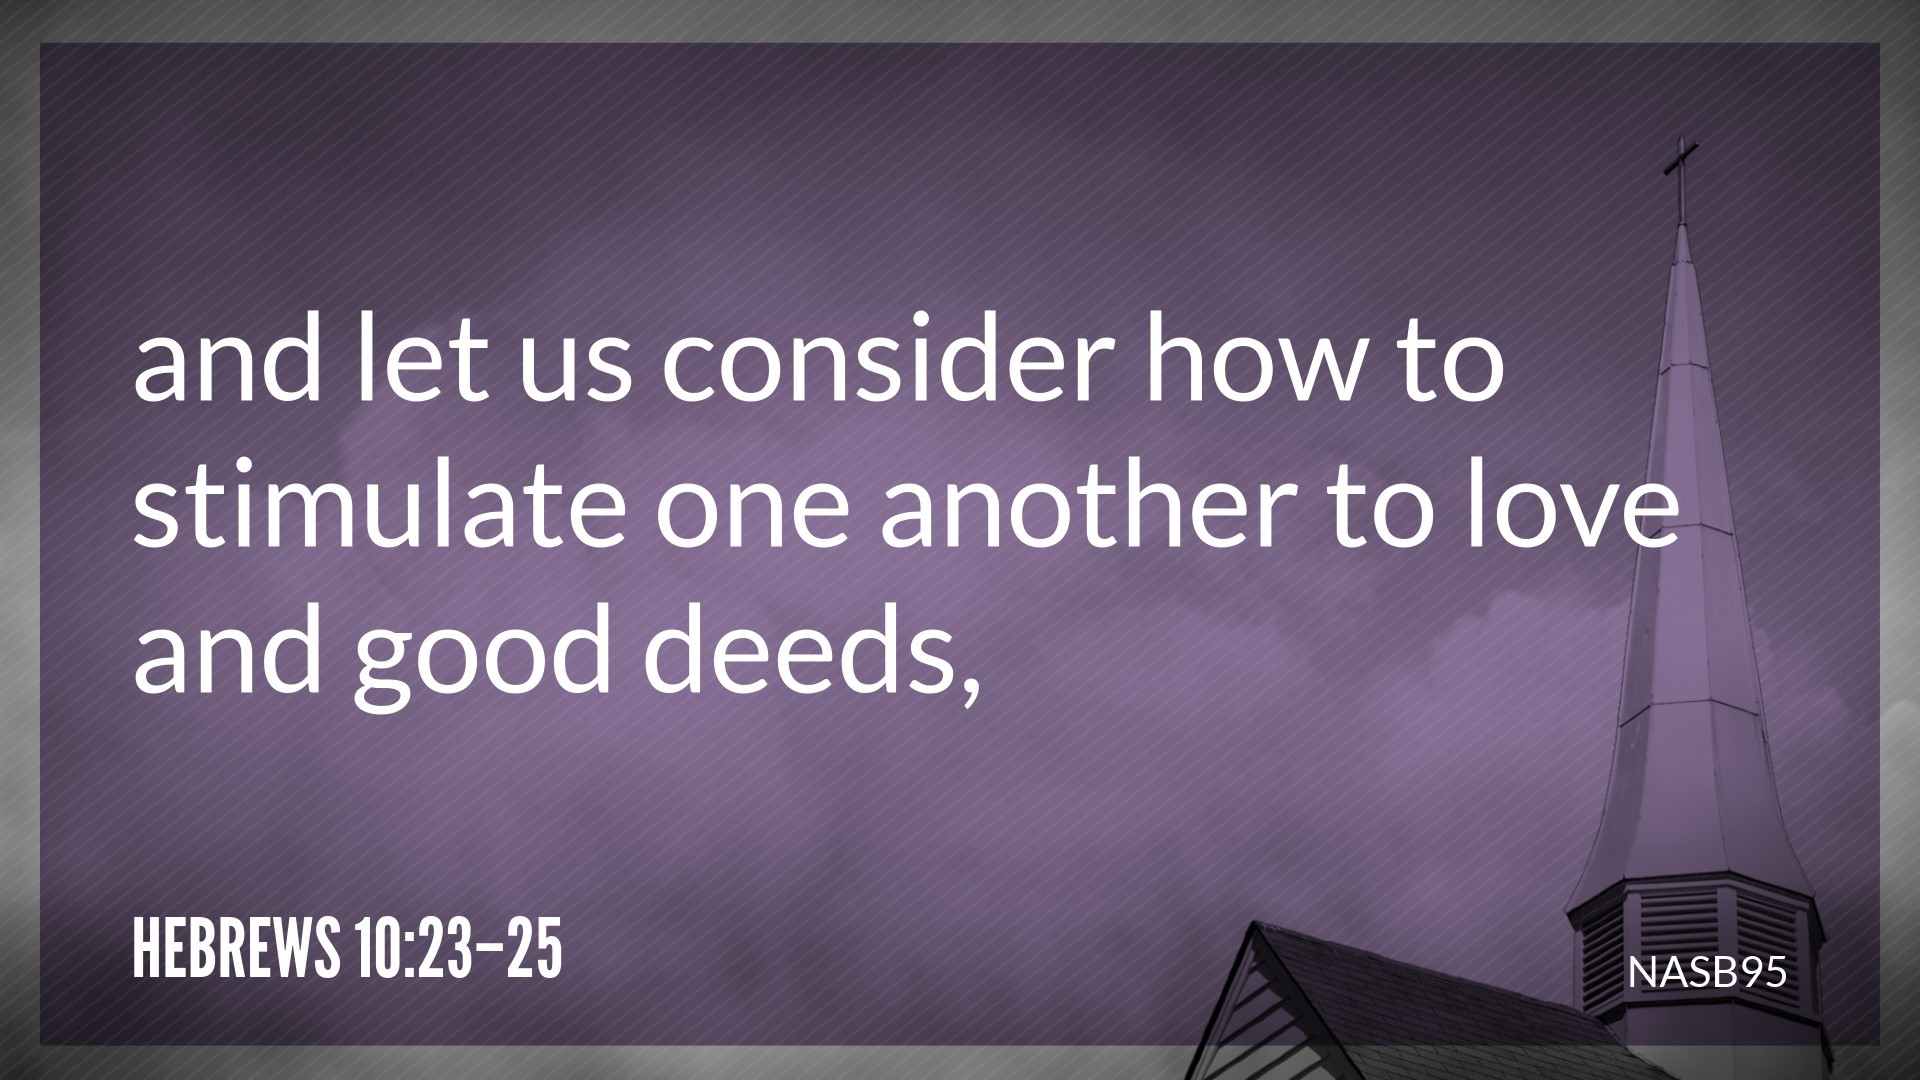 and let us consider how to
stimulate one another to love
and good deeds,
HEBREWS 10:23–25
NASB95